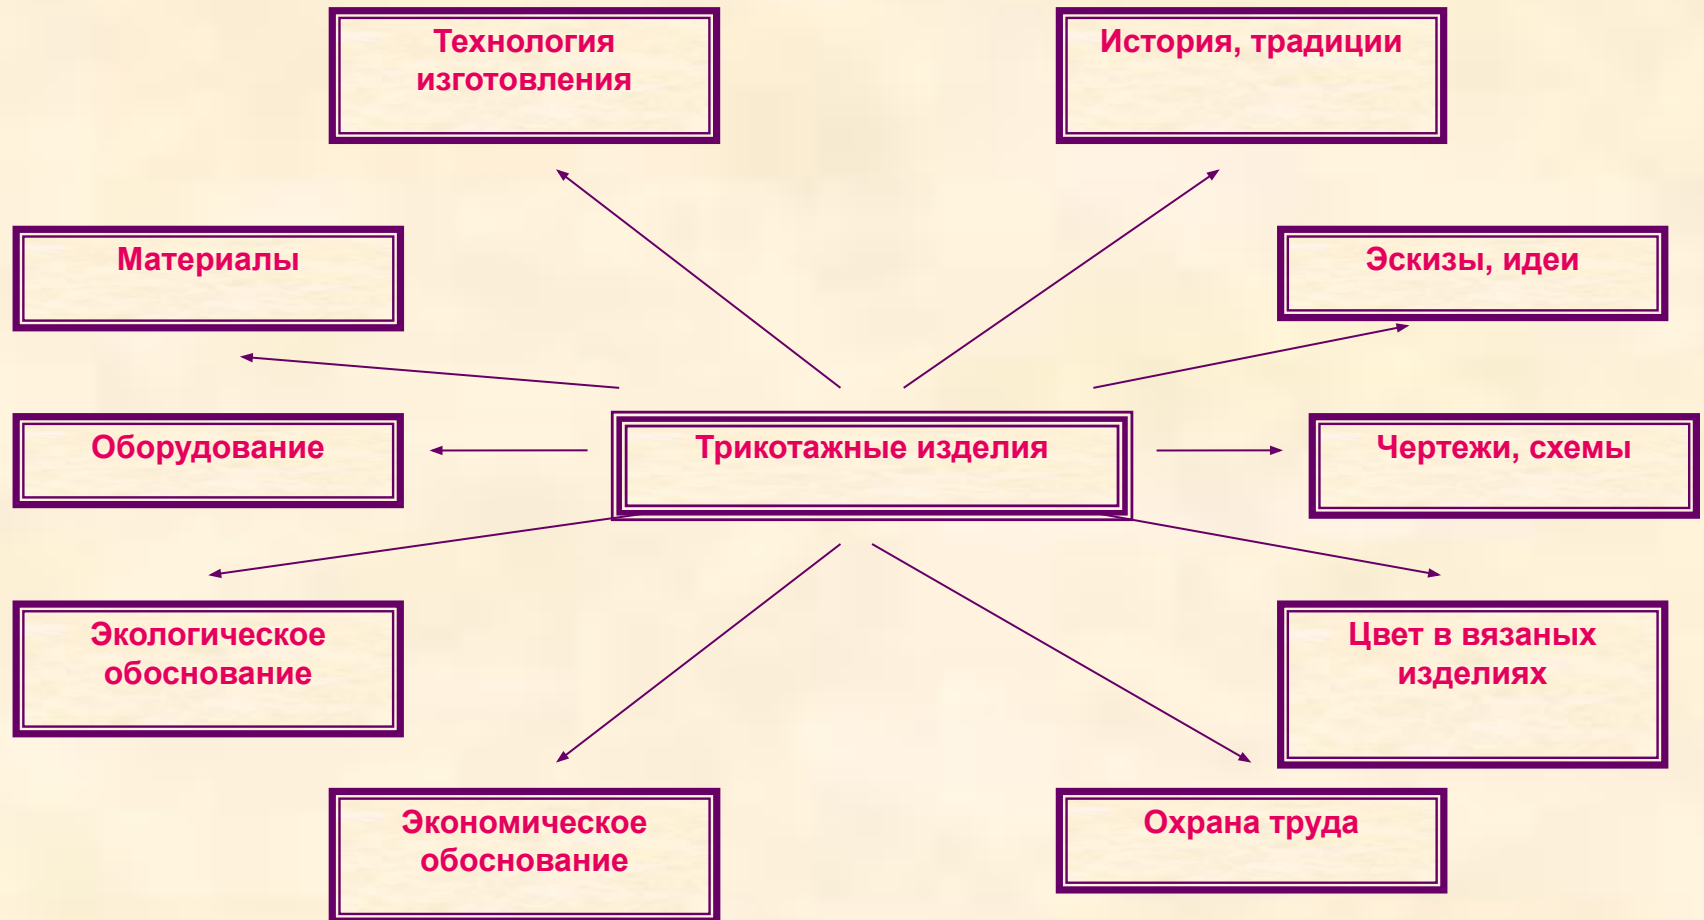 Технология
изготовления
История, традиции
Материалы
Эскизы, идеи
Оборудование
Трикотажные изделия
Чертежи, схемы
Экологическое
обоснование
Цвет в вязаных
изделиях
Экономическое
обоснование
Охрана труда